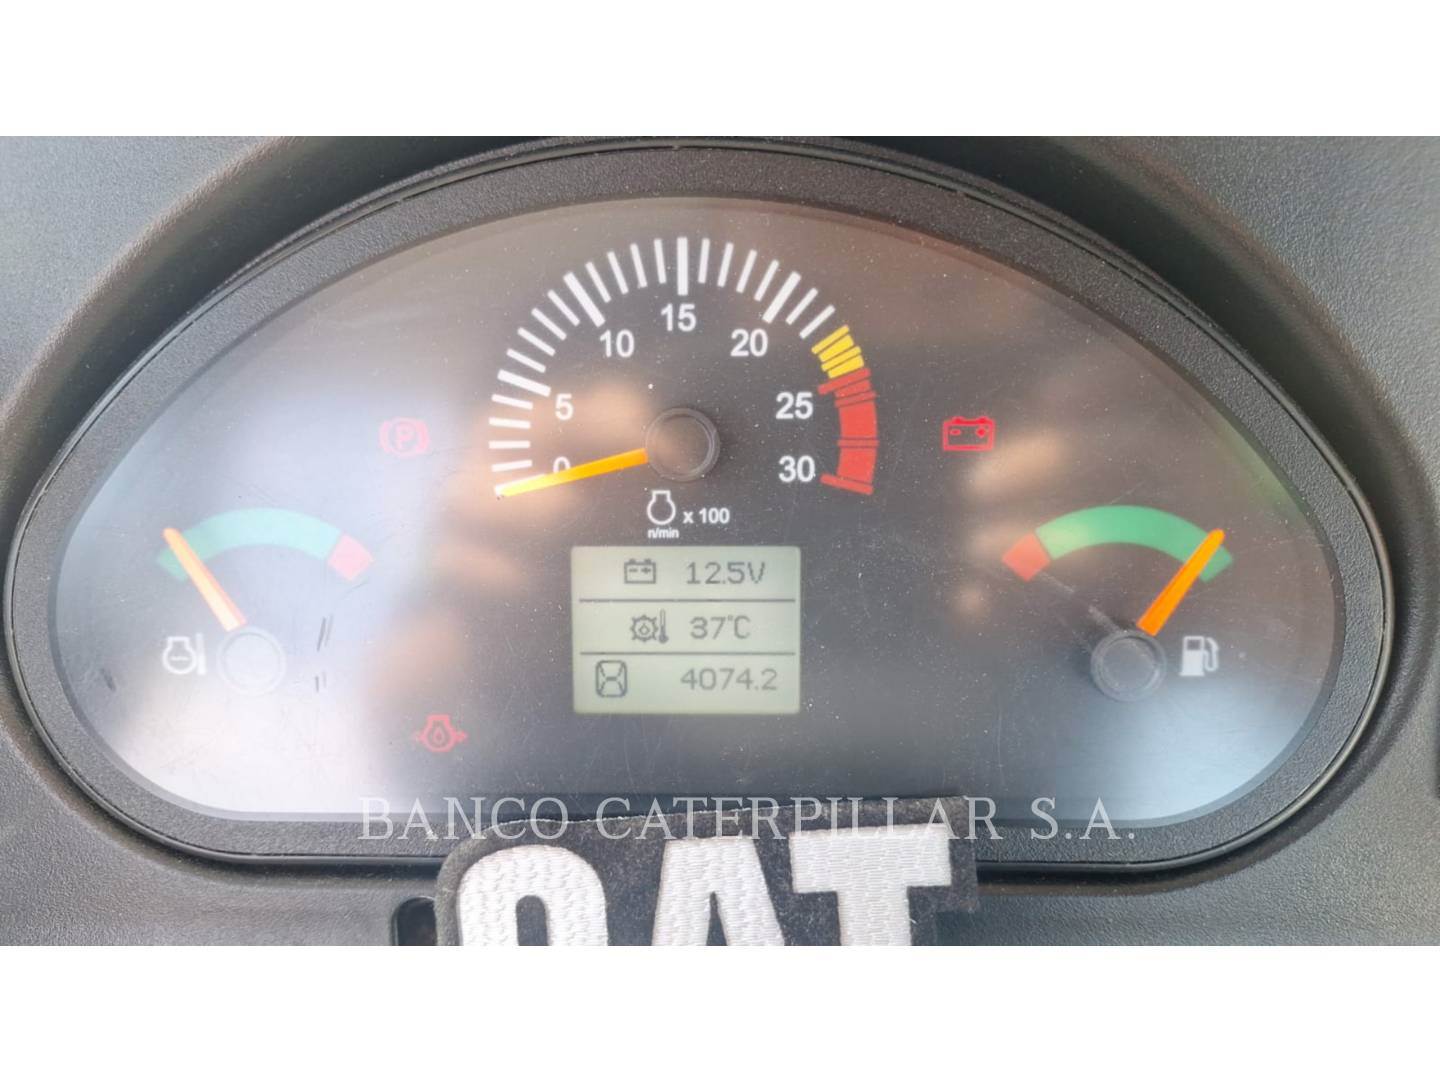 15
10
20
5
25
0
30
P
x 100
n/min
12.5V
37°C
4074.2
BANCO CATERPILLAR S.A.
CAT